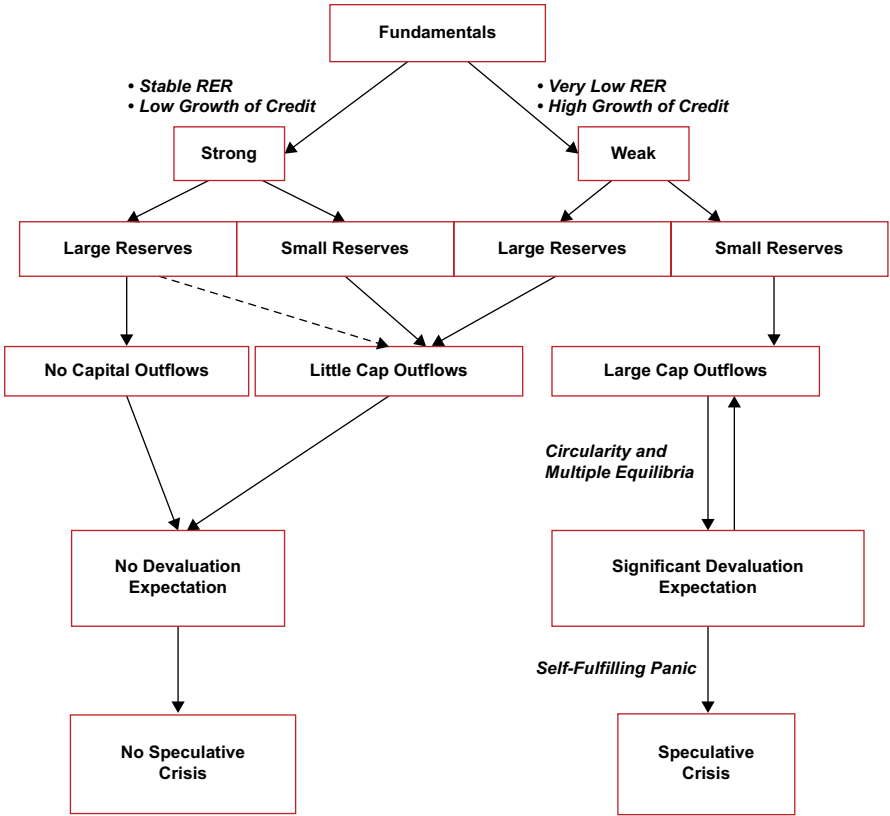 Fundamentals
• Stable RER
• Low Growth of Credit
• Very Low RER
• High Growth of Credit
Strong
Weak
Large Reserves
Small Reserves
Large Reserves
Small Reserves
No Capital Outflows
Little Cap Outflows
Large Cap Outflows
Circularity and
Multiple Equilibria
No Devaluation
Expectation
Significant Devaluation
Expectation
Self-Fulfilling Panic
No Speculative
Crisis
Speculative
Crisis